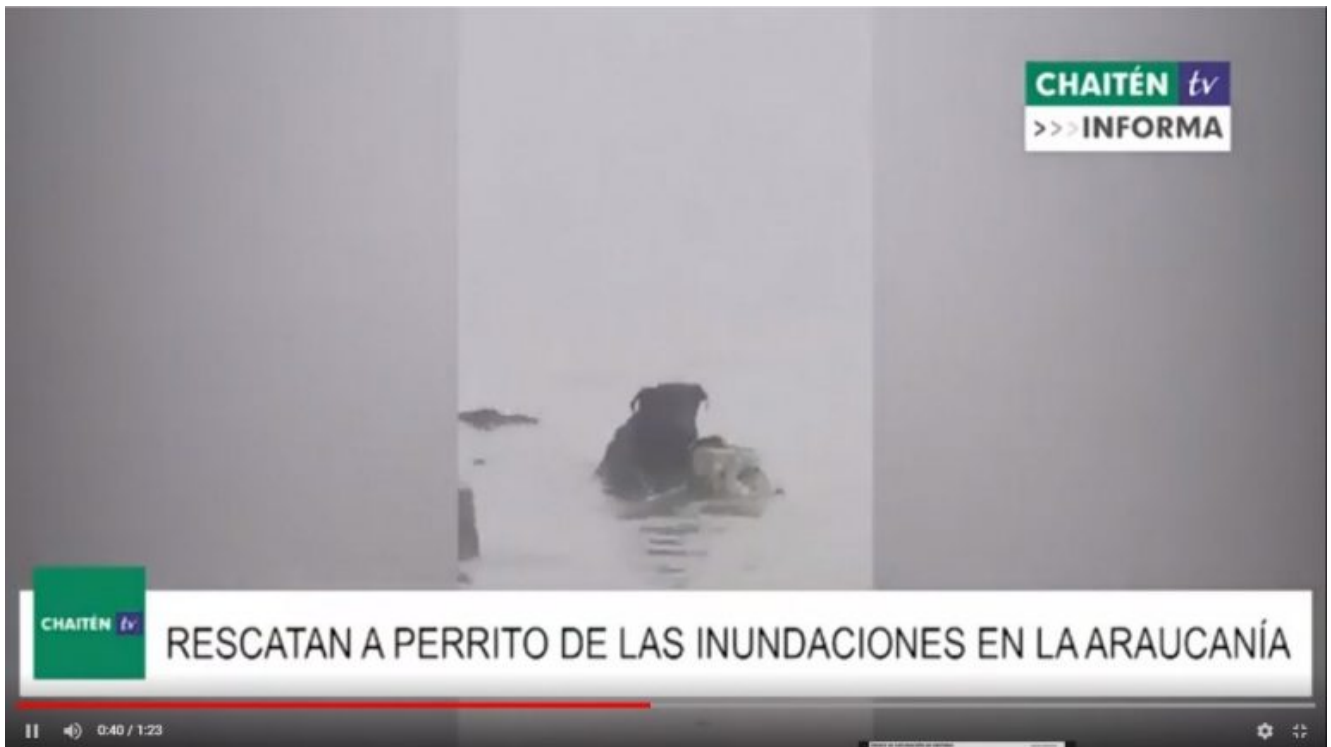 CHAITÉN tv
>>>INFORMA
CHAITÉN tv
RESCATAN A PERRITO DE LAS INUNDACIONES EN LA ARAUCANÍA
0:40 / 1:23